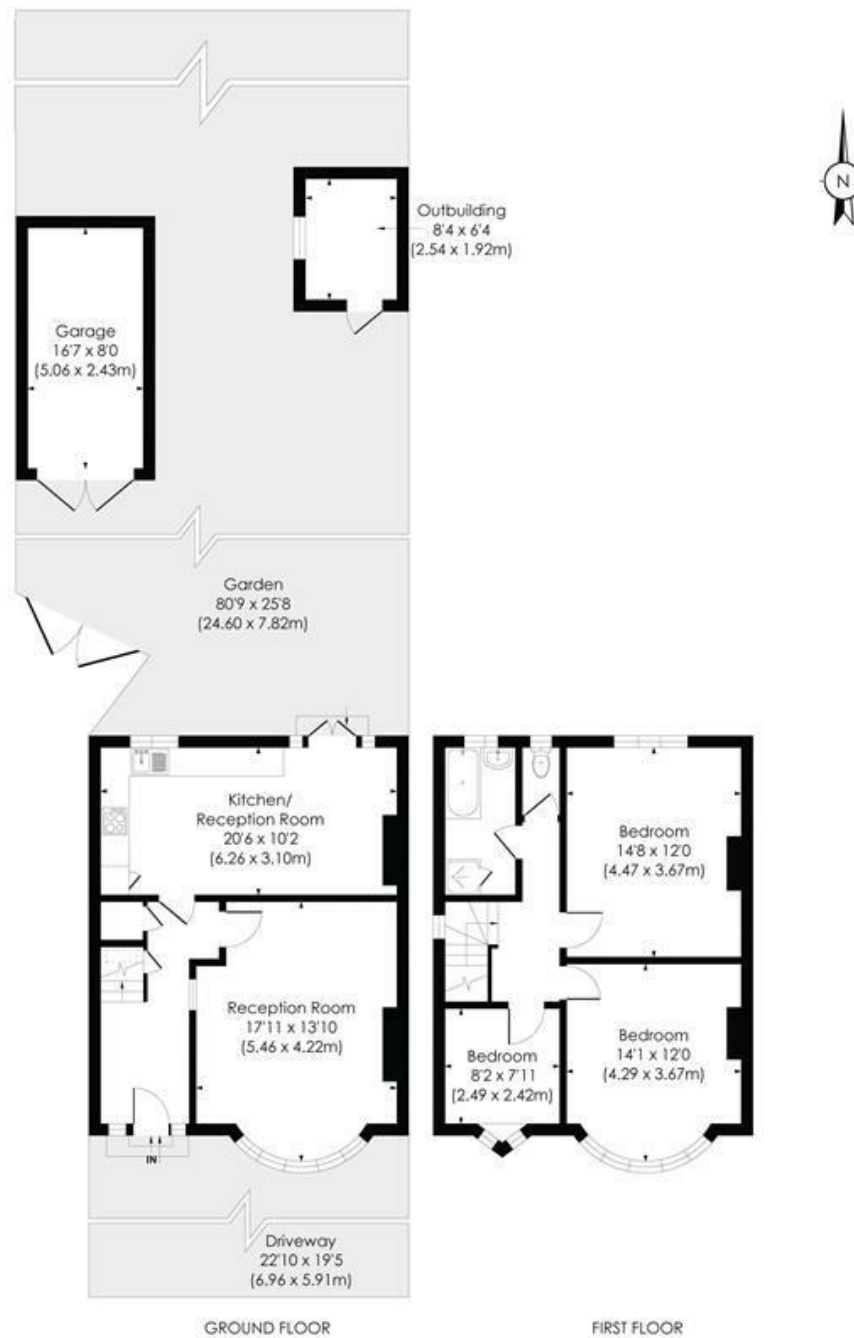 N
Outbuilding
8'4 x 6'4
(2.54 x 1.92m)
Garage
16'7 x 8'0
(5.06 x 2.43m)
Garden
80'9 x 25'8
(24.60 x 7.82m)
Kitchen/
Reception Room
20'6 x 10'2
(6.26 x 3.10m)
Reception Room
17'11 x 13'10
(5.46 x 4.22m)
IN
Driveway
22'10 x 19'5
(6.96 x 5.91m)
GROUND FLOOR
Bedroom
14'8 x 12'0
(4.47 x 3.67m)
Bedroom
14'1 x 12'0
(4.29 x 3.67m)
Bedroom
8'2 x 7'11
(2.49 x 2.42m)
FIRST FLOOR